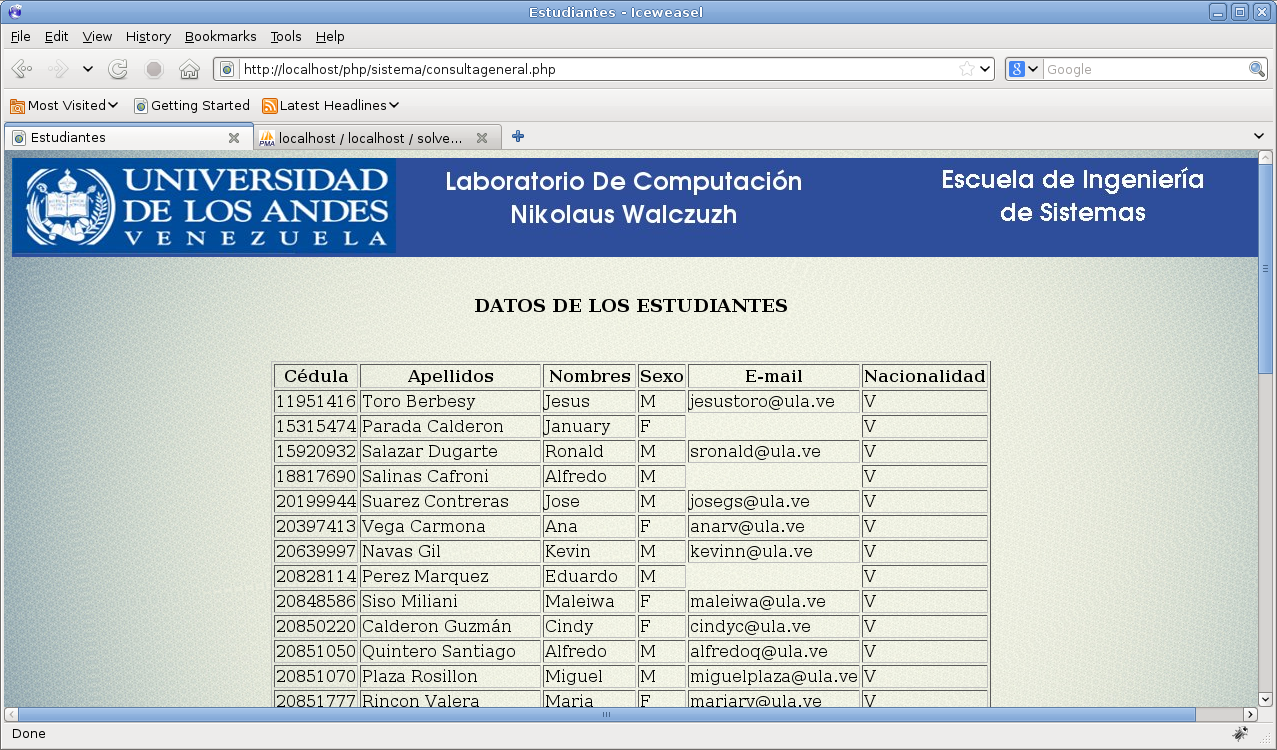 Estudiantes - Iceweasel
File Edit View History Bookmarks Tools Help
http://localhost/php/sistema/consultageneral.php
8 Google
Most Visited Getting Started Latest Headlines
Estudiantes
PMA localhost / localhost / solve...
UNIVERSIDAD
DE LOS ANDES
VENEZUELA
Laboratorio De Computación
Nikolaus Walczuzh
Escuela de Ingeniería
de Sistemas
DATOS DE LOS ESTUDIANTES
Cédula Apellidos Nombres Sexo E-mail Nacionalidad
11951416 Toro Berbesy Jesus M jesustoro@ula.ve V
15315474 Parada Calderon January F V
15920932 Salazar Dugarte Ronald M sronald@ula.ve V
18817690 Salinas Cafroni Alfredo M V
20199944 Suarez Contreras Jose M josegs@ula.ve V
20397413 Vega Carmona Ana F anarv@ula.ve V
20639997 Navas Gil Kevin M kevinn@ula.ve V
20828114 Perez Marquez Eduardo M V
20848586 Siso Miliani Maleiwa F maleiwa@ula.ve V
20850220 Calderon Guzmán Cindy F cindyc@ula.ve V
20851050 Quintero Santiago Alfredo M alfredoq@ula.ve V
20851070 Plaza Rosillon Miguel M miguelplaza@ula.ve V
20851777 Rincon Valera Maria F mariarv@ula.ve V
Done